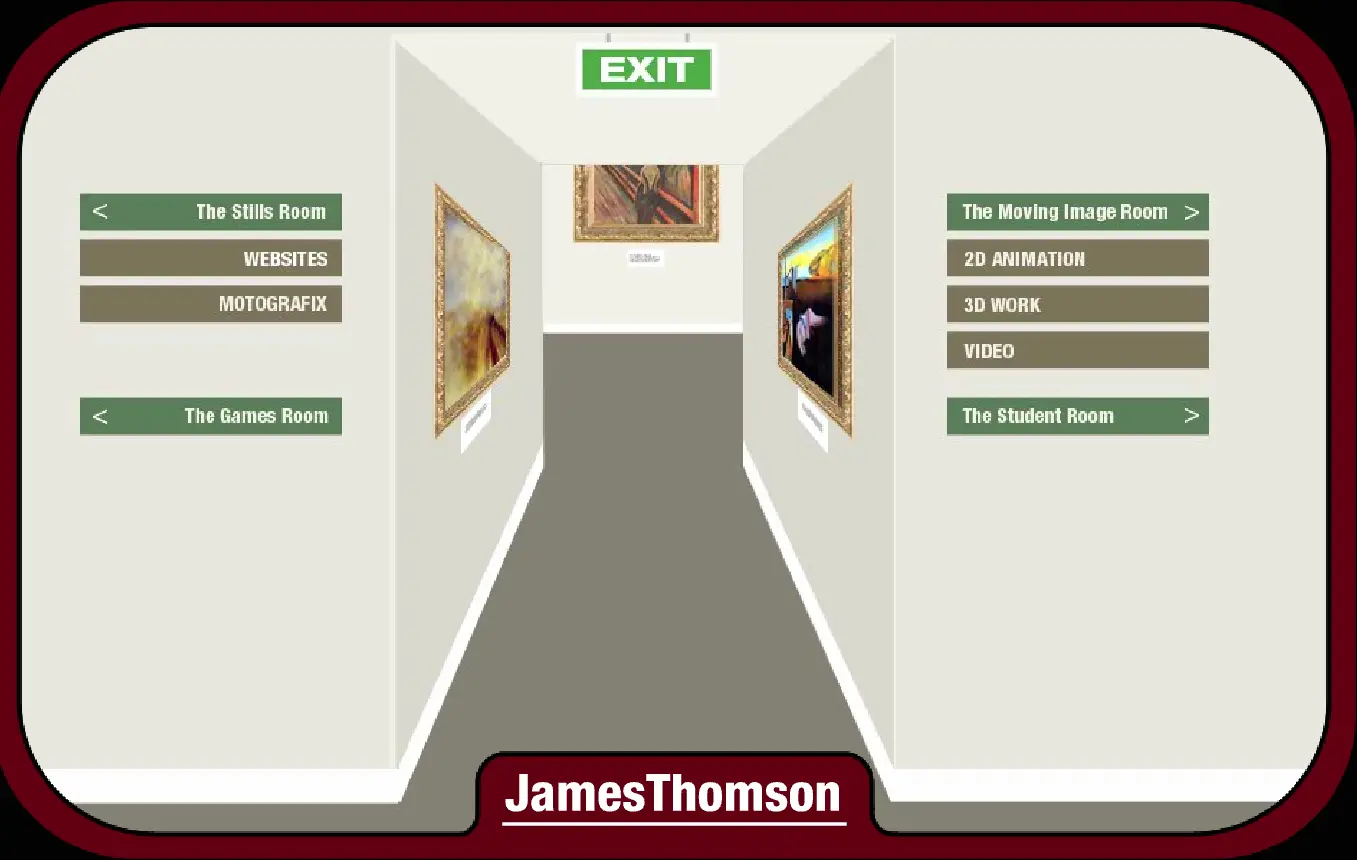 EXIT
< The Stills Room
WEBSITES
MOTOGRAFIX
< The Games Room
The Moving Image Room >
2D ANIMATION
3D WORK
VIDEO
The Student Room >
JamesThomson